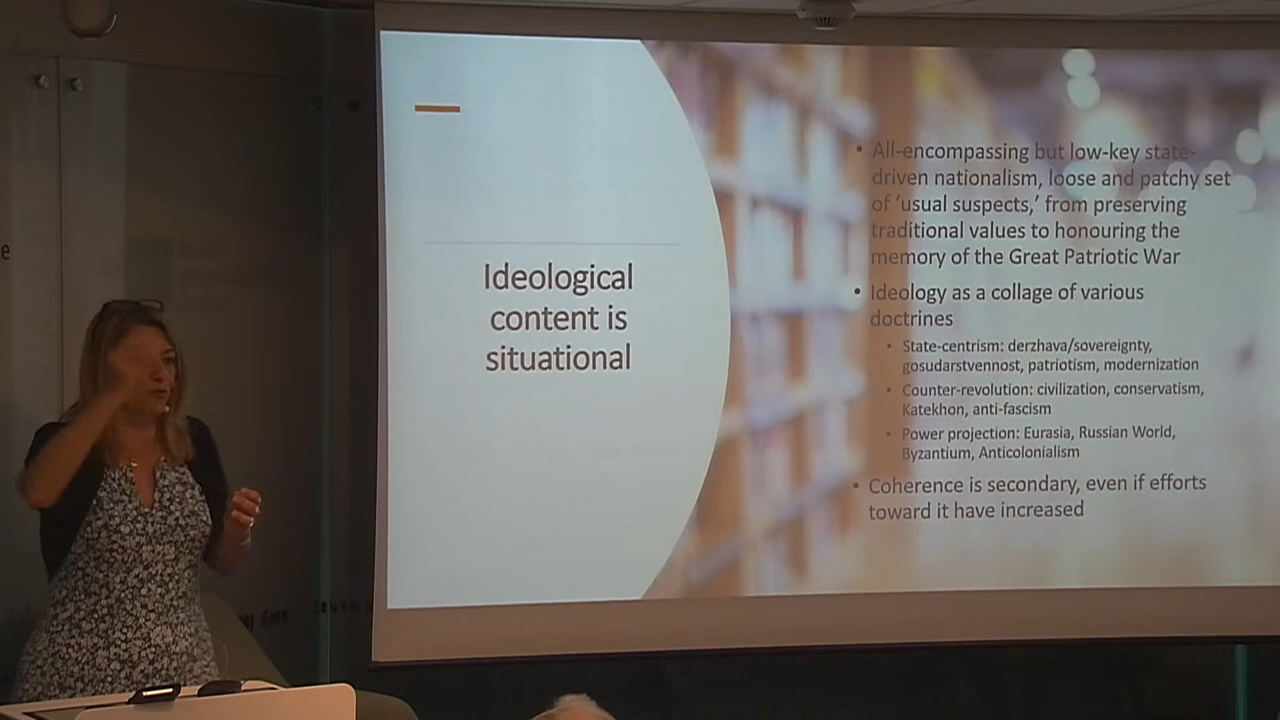 Ideological
content is
situational
• All-encompassing but low-key state-
driven nationalism, loose and patchy set
of ‘usual suspects,’ from preserving
traditional values to honouring the
memory of the Great Patriotic War
• Ideology as a collage of various
doctrines
• State-centrism: derzhava/sovereignty,
gosudarstvennost, patriotism, modernization
• Counter-revolution: civilization, conservatism,
Katekhon, anti-fascism
• Power projection: Eurasia, Russian World,
Byzantium, Anticolonialism
• Coherence is secondary, even if efforts
toward it have increased